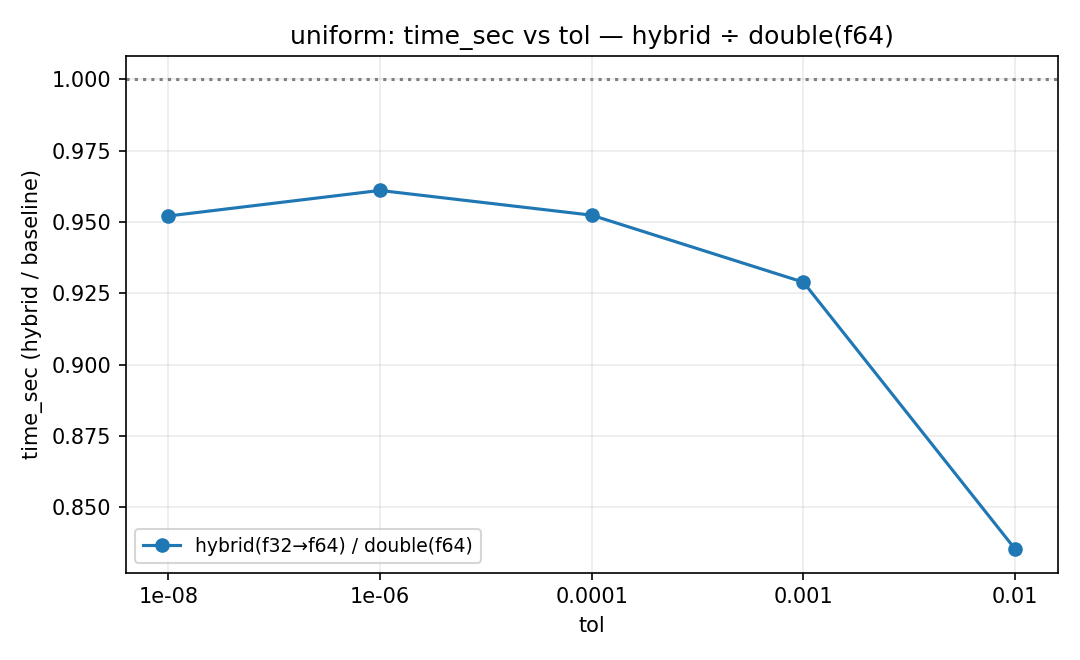 uniform: time_sec vs tol — hybrid ÷ double(f64)
time_sec (hybrid / baseline)
1.000
0.975
0.950
0.925
0.900
0.875
0.850
hybrid(f32→f64) / double(f64)
1e-08 1e-06 0.0001 0.001 0.01
tol